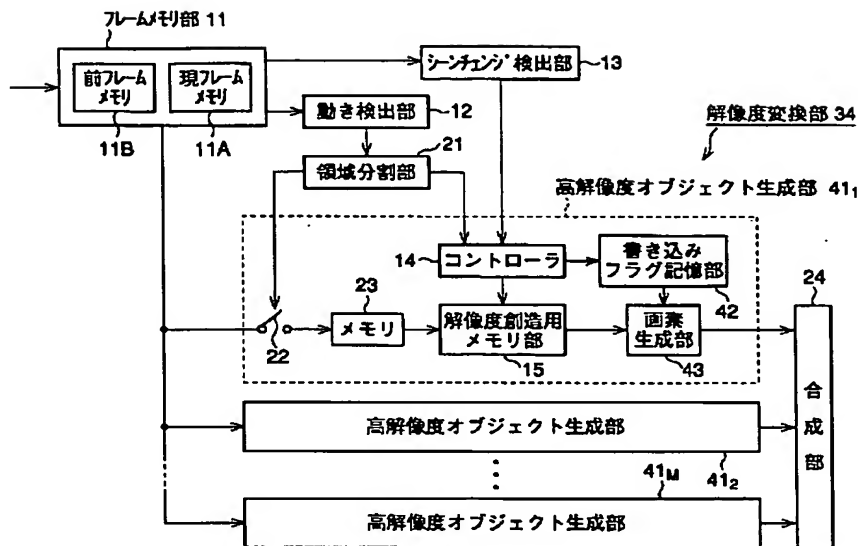 フレームメモリ部 11
前フレーム
メモリ
現フレーム
メモリ
11B
11A
シーンチェンジ検出部
13
動き検出部
12
21
領域分割部
解像度変換部 34
高解像度オブジェクト生成部 41₁
14
コントローラ
書き込み
フラグ記憶部
42
24
23
メモリ
22
解像度創造用
メモリ部
15
画素
生成部
43
合成部
高解像度オブジェクト生成部
41₂
41M
高解像度オブジェクト生成部